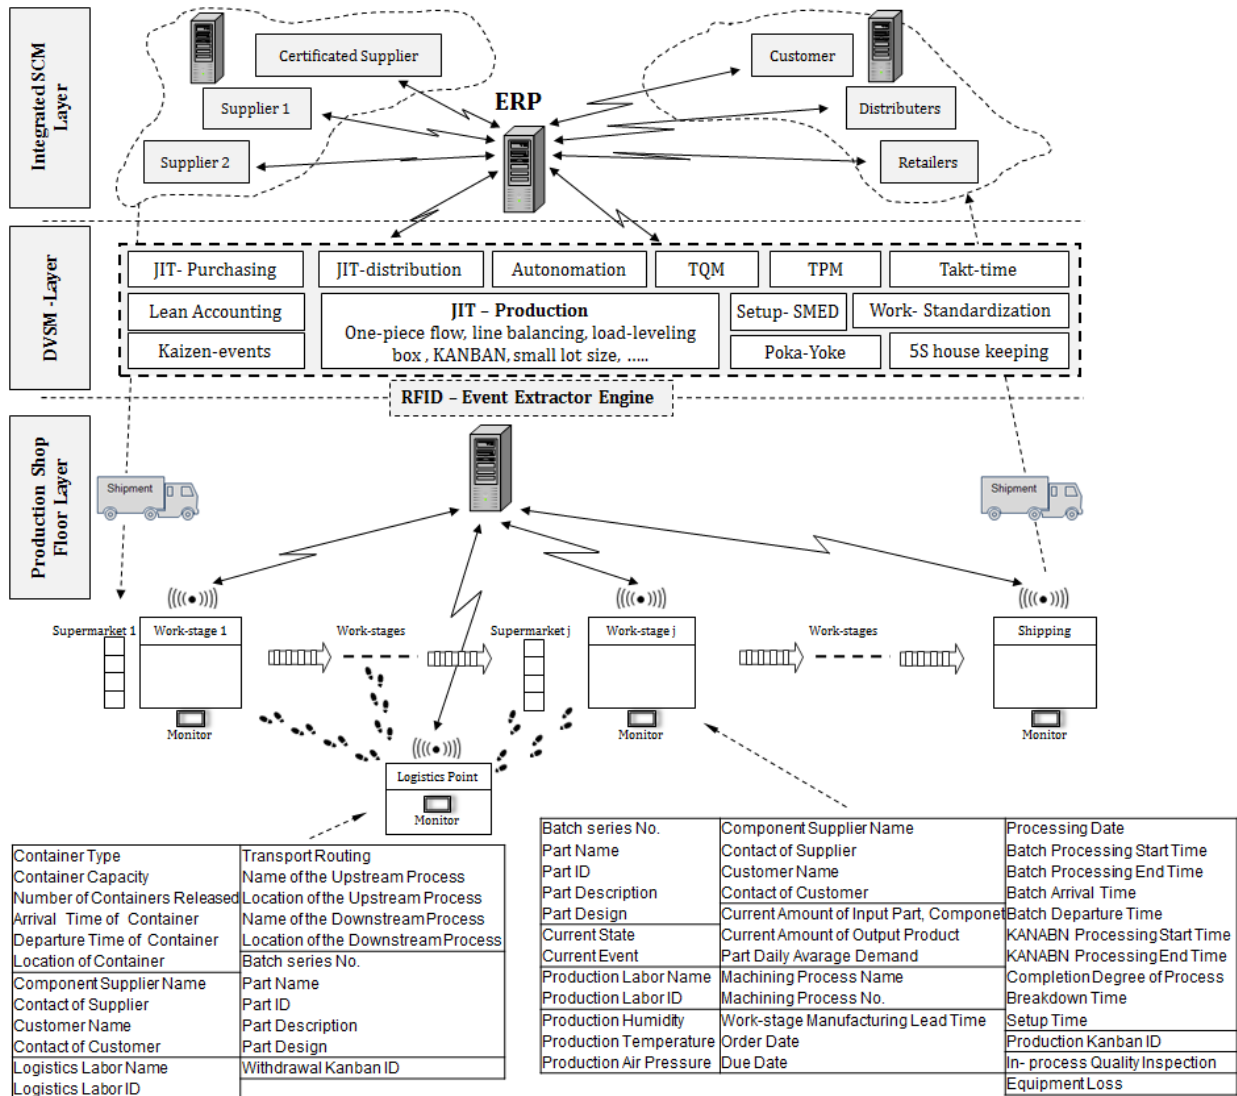 Integrated SCM
Layer
Certificated Supplier
Supplier 1
Supplier 2
ERP
Customer
Distributers
Retailers
DVSM -Layer
JIT- Purchasing
JIT-distribution
Autonomation
TQM
TPM
Takt-time
Lean Accounting
JIT – Production
One-piece flow, line balancing, load-leveling
box , KANBAN, small lot size, .....
Setup- SMED
Work- Standardization
Kaizen-events
Poka-Yoke
5S house keeping
RFID – Event Extractor Engine
Production Shop
Floor Layer
Shipment
Shipment
Supermarket 1
Work-stage 1
Work-stages
Supermarket j
Work-stage j
Work-stages
Shipping
Monitor
Monitor
Monitor
Logistics Point
Monitor
Container Type
Container Capacity
Number of Containers Released
Arrival Time of Container
Departure Time of Container
Location of Container
Component Supplier Name
Contact of Supplier
Customer Name
Contact of Customer
Logistics Labor Name
Logistics Labor ID
Transport Routing
Name of the Upstream Process
Location of the Upstream Process
Name of the Downstream Process
Location of the Downstream Process
Batch series No.
Part Name
Part ID
Part Description
Part Design
Withdrawal Kanban ID
Batch series No.
Part Name
Part ID
Part Description
Part Design
Current State
Current Event
Production Labor Name
Production Labor ID
Production Humidity
Production Temperature
Production Air Pressure
Component Supplier Name
Contact of Supplier
Customer Name
Contact of Customer
Current Amount of Input Part, Componet
Current Amount of Output Product
Part Daily Avarage Demand
Machining Process Name
Machining Process No.
Work-stage Manufacturing Lead Time
Order Date
Due Date
Processing Date
Batch Processing Start Time
Batch Processing End Time
Batch Arrival Time
Batch Departure Time
KANABN Processing Start Time
KANABN Processing End Time
Completion Degree of Process
Breakdown Time
Setup Time
Production Kanban ID
In- process Quality Inspection
Equipment Loss